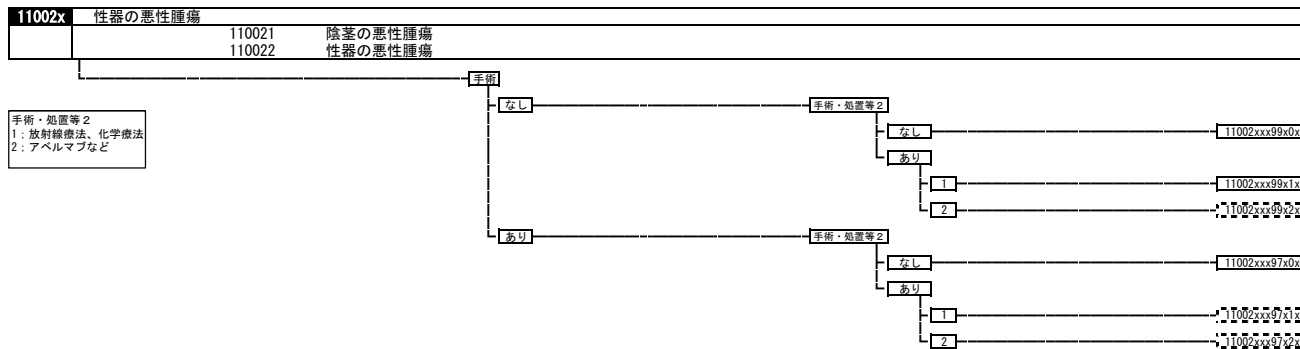 11002x 性器の悪性腫瘍
110021 陰茎の悪性腫瘍
110022 性器の悪性腫瘍
手術
なし
手術・処置等2
手術・処置等2
1:放射線療法、化学療法
2:アベルマブなど
なし
11002xxx99x0x
あり
1
11002xxx99x1x
2
11002xxx99x2x
あり
手術・処置等2
なし
11002xxx97x0x
あり
1
11002xxx97x1x
2
11002xxx97x2x